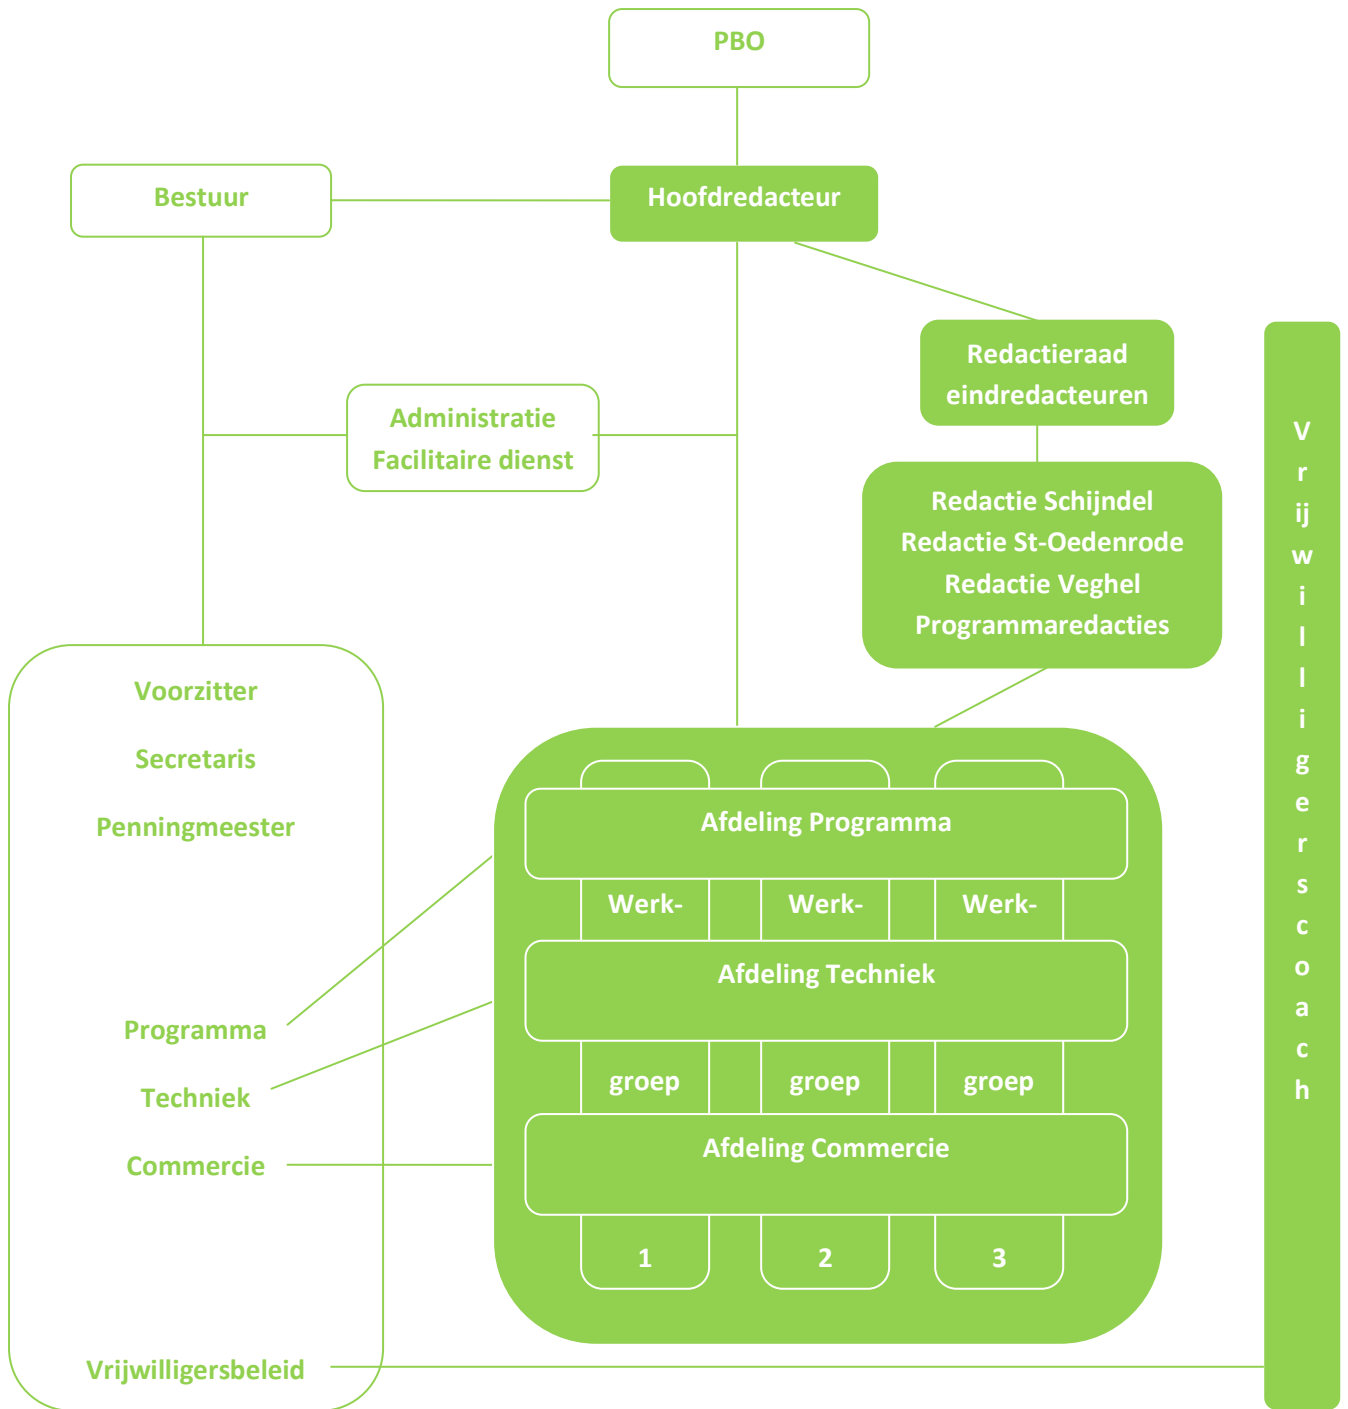 PBO
Bestuur
Hoofdredacteur
Redactieraad
eindredacteuren
Administratie
Facilitaire dienst
Redactie Schijndel
Redactie St-Oedenrode
Redactie Veghel
Programmaredacties
Voorzitter
Secretaris
Penningmeester
Programma
Techniek
Commercie
Vrijwilligersbeleid
Afdeling Programma
Werk- Werk- Werk-
Afdeling Techniek
groep groep groep
Afdeling Commercie
1 2 3
V
r
ij
w
i
l
l
i
g
e
r
s
c
o
a
c
h